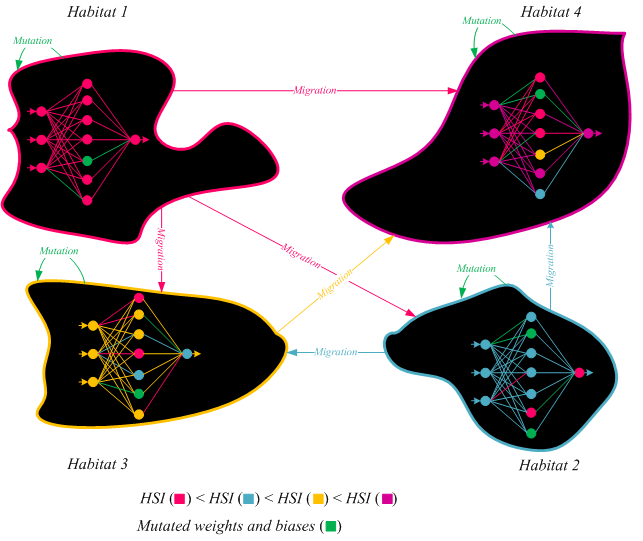 Habitat 1
Habitat 4
Mutation
Mutation
Migration
Migration
Migration
Migration
Migration
Migration
Mutation
Mutation
Habitat 3
Habitat 2
HSI (■) < HSI (■) < HSI (■) < HSI (■)
Mutated weights and biases (■)